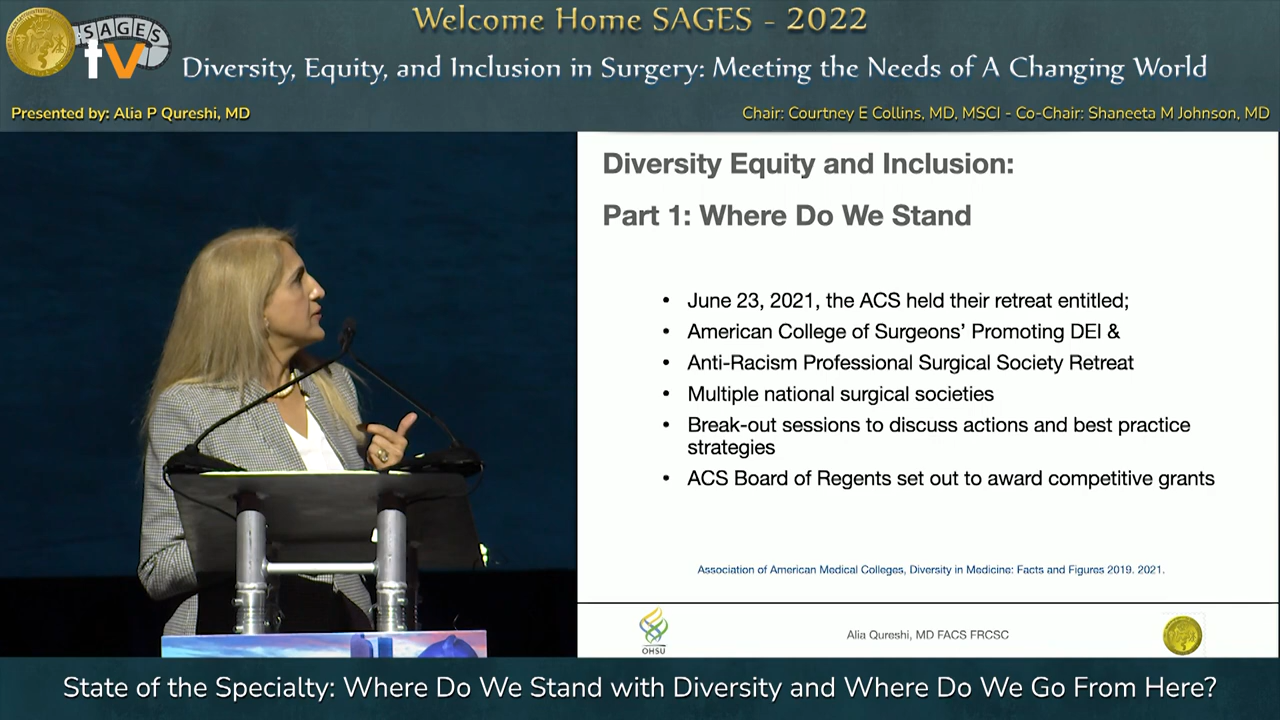 Welcome Home SAGES - 2022
SAGES
tv
Diversity, Equity, and Inclusion in Surgery: Meeting the Needs of A Changing World
Presented by: Alia P Qureshi, MD
Chair: Courtney E Collins, MD, MSCI - Co-Chair: Shaneeta M Johnson, MD
Diversity Equity and Inclusion:
Part 1: Where Do We Stand
• June 23, 2021, the ACS held their retreat entitled;
• American College of Surgeons’ Promoting DEI &
• Anti-Racism Professional Surgical Society Retreat
• Multiple national surgical societies
• Break-out sessions to discuss actions and best practice
strategies
• ACS Board of Regents set out to award competitive grants
Association of American Medical Colleges, Diversity in Medicine: Facts and Figures 2019. 2021.
OHSU
Alia Qureshi, MD FACS FRCSC
State of the Specialty: Where Do We Stand with Diversity and Where Do We Go From Here?